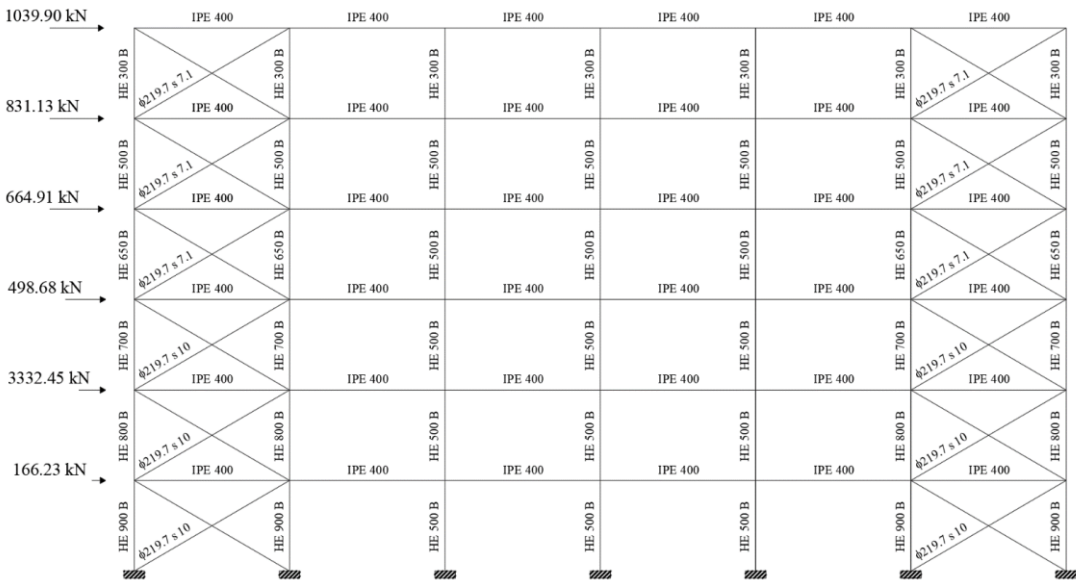 1039.90 kN
IPE 400
IPE 400
IPE 400
IPE 400
IPE 400
IPE 400
HE 300 B
ϕ219.7 s 7.1
HE 300 B
HE 300 B
HE 300 B
HE 300 B
HE 300 B
ϕ219.7 s 7.1
HE 300 B
831.13 kN
IPE 400
IPE 400
IPE 400
IPE 400
IPE 400
IPE 400
HE 500 B
ϕ219.7 s 7.1
HE 500 B
HE 500 B
HE 500 B
HE 500 B
HE 500 B
ϕ219.7 s 7.1
HE 500 B
664.91 kN
IPE 400
IPE 400
IPE 400
IPE 400
IPE 400
IPE 400
HE 650 B
ϕ219.7 s 7.1
HE 650 B
HE 500 B
HE 500 B
HE 500 B
HE 650 B
ϕ219.7 s 7.1
HE 650 B
498.68 kN
IPE 400
IPE 400
IPE 400
IPE 400
IPE 400
IPE 400
HE 700 B
ϕ219.7 s 10
HE 700 B
HE 500 B
HE 500 B
HE 500 B
HE 700 B
ϕ219.7 s 10
HE 700 B
3332.45 kN
IPE 400
IPE 400
IPE 400
IPE 400
IPE 400
IPE 400
HE 800 B
ϕ219.7 s 10
HE 800 B
HE 500 B
HE 500 B
HE 500 B
HE 800 B
ϕ219.7 s 10
HE 800 B
166.23 kN
IPE 400
IPE 400
IPE 400
IPE 400
IPE 400
IPE 400
HE 900 B
ϕ219.7 s 10
HE 900 B
HE 500 B
HE 500 B
HE 500 B
HE 900 B
ϕ219.7 s 10
HE 900 B